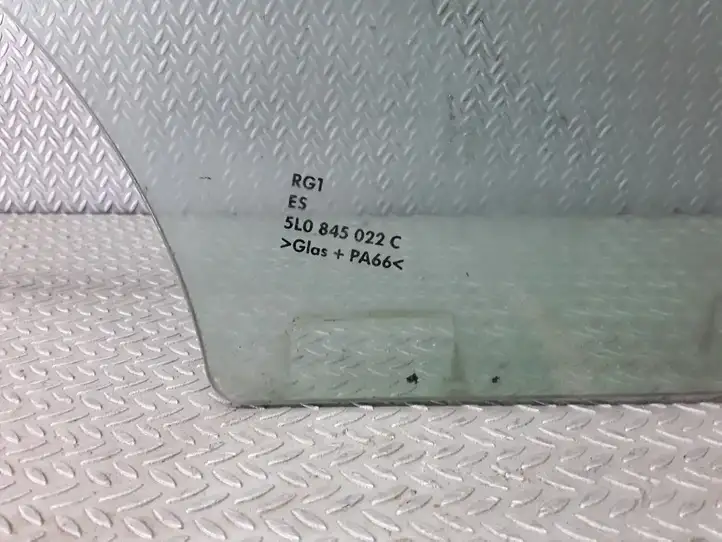 RG1
ES
5L0 845 022 C
>Glas + PA66<